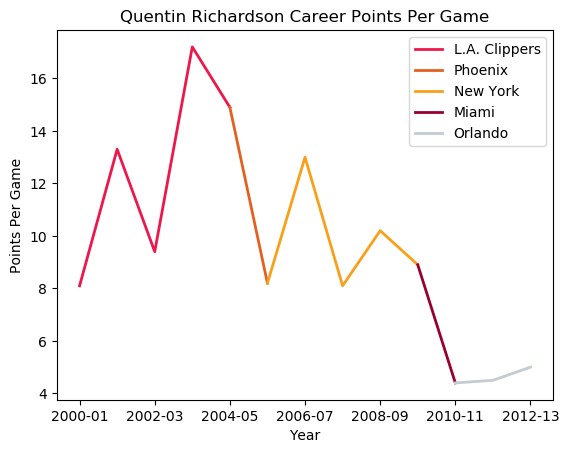 Quentin Richardson Career Points Per Game
L.A. Clippers
Phoenix
New York
Miami
Orlando
16
14
12
10
8
6
4
Points Per Game
2000-01 2002-03 2004-05 2006-07 2008-09 2010-11 2012-13
Year